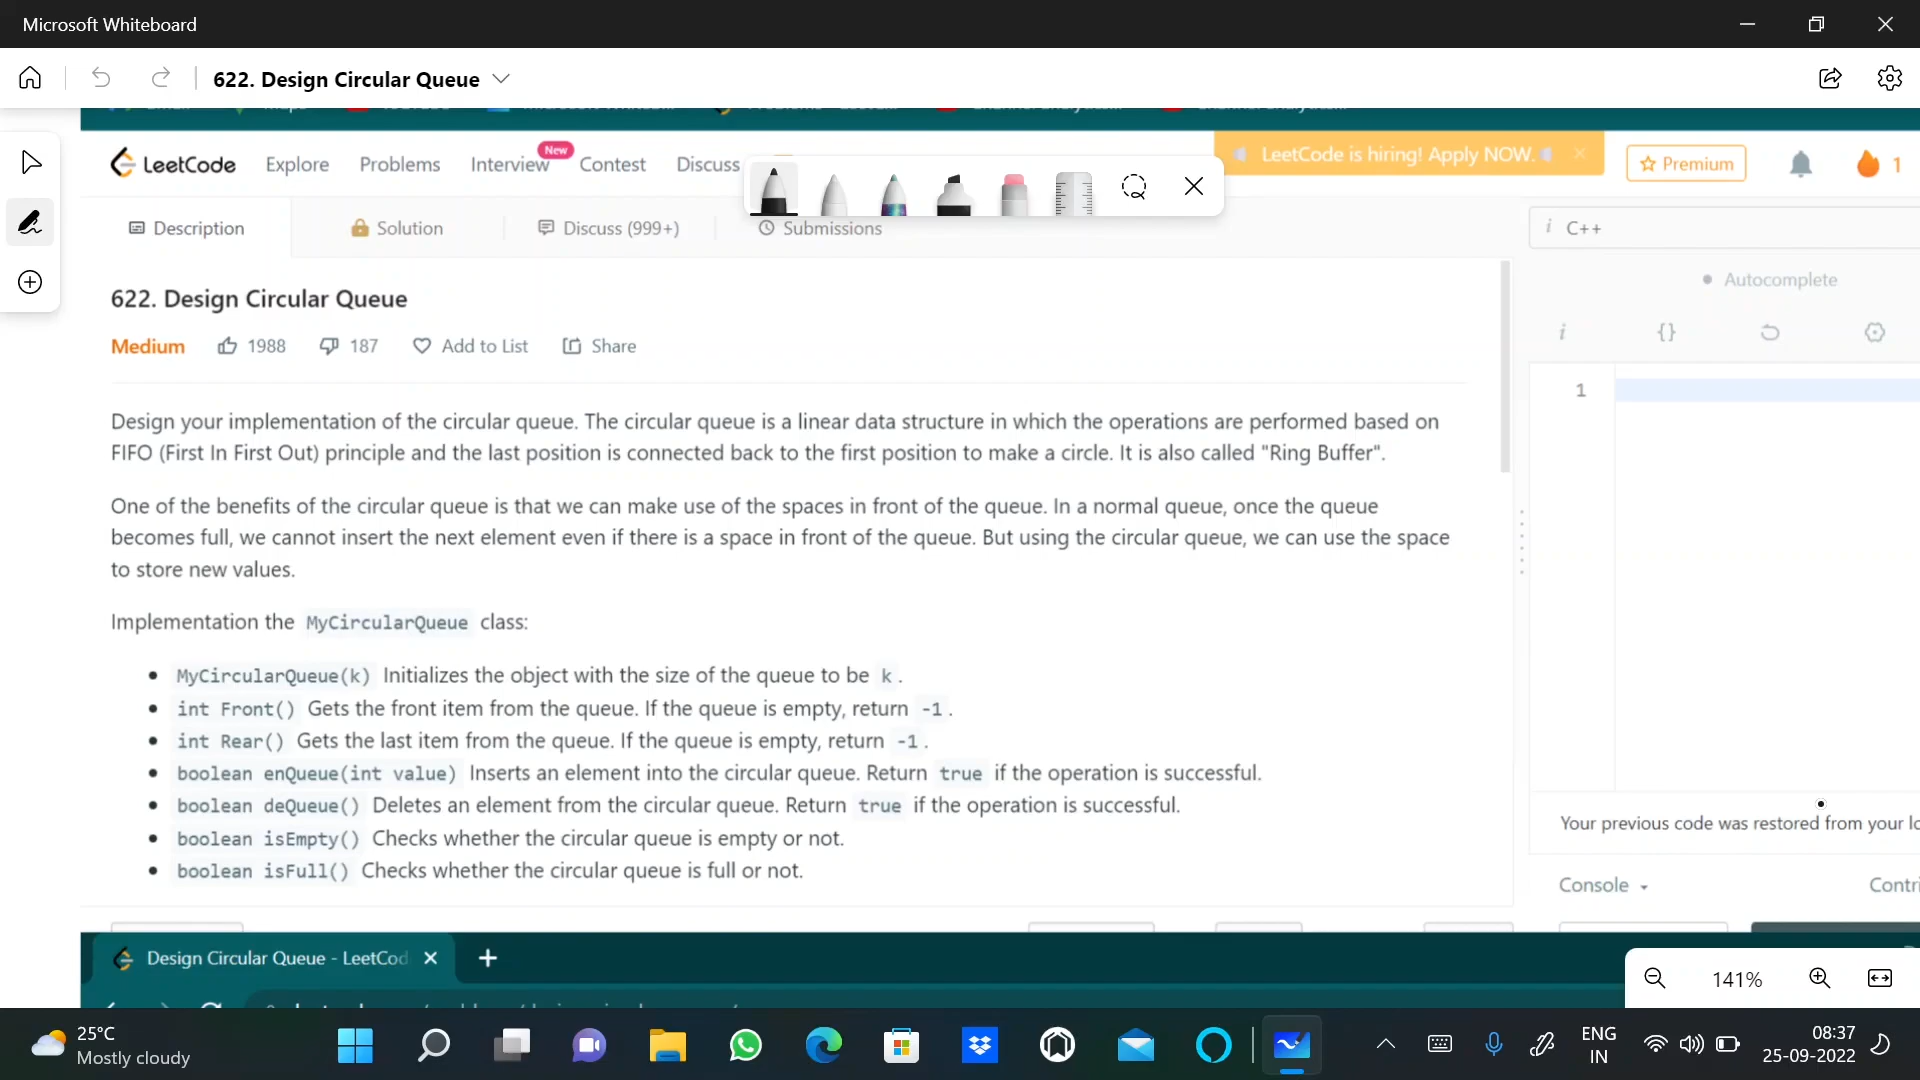 Microsoft Whiteboard
622. Design Circular Queue
LeetCode Explore Problems Interview New Contest Discuss
LeetCode is hiring! Apply NOW.
Premium
1
Description Solution Discuss (999+) Submissions
i C++
Autocomplete
622. Design Circular Queue
Medium 1988 187 Add to List Share
i {}
1
Design your implementation of the circular queue. The circular queue is a linear data structure in which the operations are performed based on
FIFO (First In First Out) principle and the last position is connected back to the first position to make a circle. It is also called "Ring Buffer".
One of the benefits of the circular queue is that we can make use of the spaces in front of the queue. In a normal queue, once the queue
becomes full, we cannot insert the next element even if there is a space in front of the queue. But using the circular queue, we can use the space
to store new values.
Implementation the MyCircularQueue class:
• MyCircularQueue(k) Initializes the object with the size of the queue to be k.
• int Front() Gets the front item from the queue. If the queue is empty, return -1.
• int Rear() Gets the last item from the queue. If the queue is empty, return -1.
• boolean enQueue(int value) Inserts an element into the circular queue. Return true if the operation is successful.
• boolean deQueue() Deletes an element from the circular queue. Return true if the operation is successful.
• boolean isEmpty() Checks whether the circular queue is empty or not.
• boolean isFull() Checks whether the circular queue is full or not.
Your previous code was restored from your lo
Console
Contri
Design Circular Queue - LeetCod
141%
25°C
Mostly cloudy
ENG
IN
08:37
25-09-2022